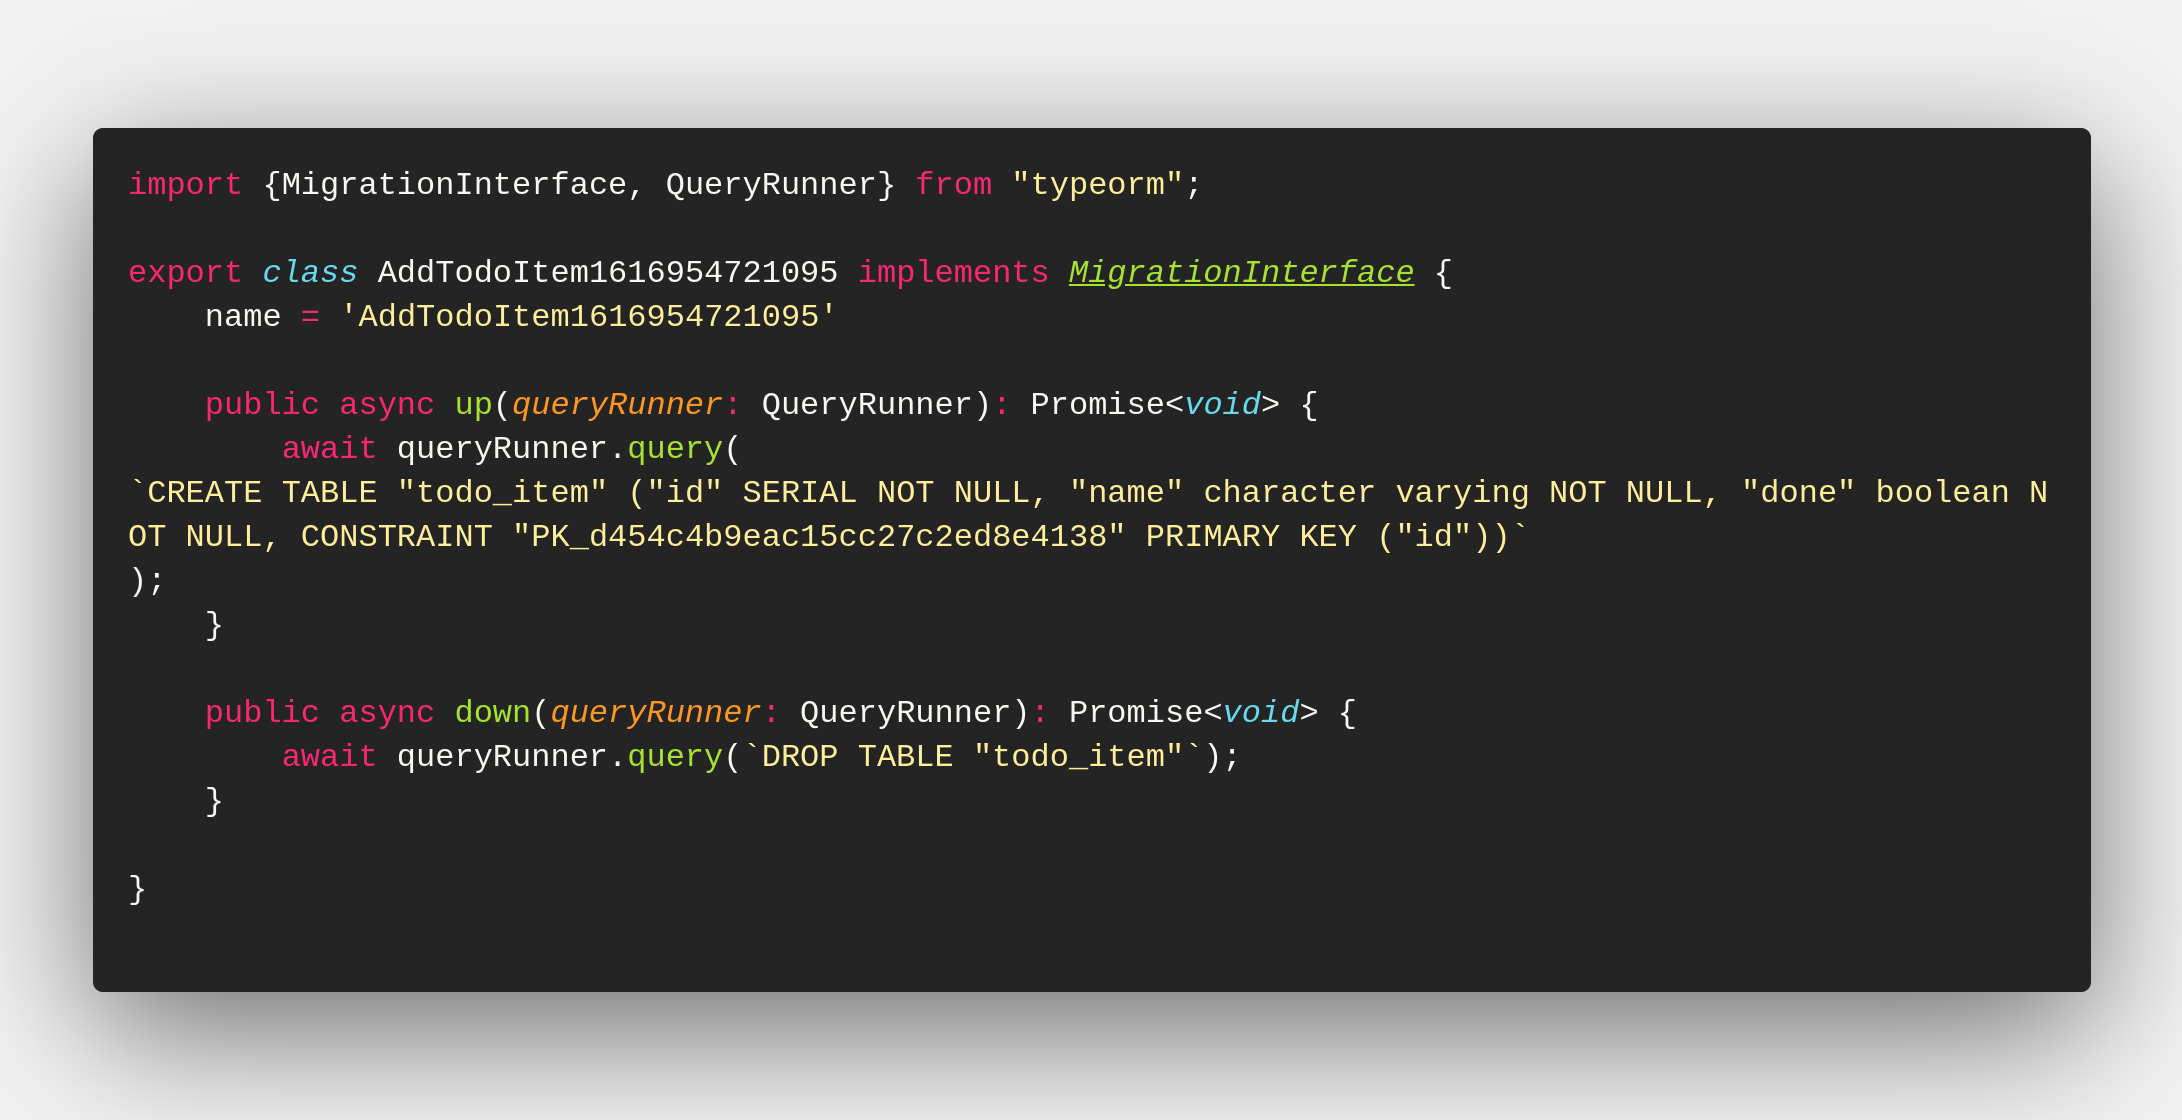 import {MigrationInterface, QueryRunner} from "typeorm";
export class AddTodoItem1616954721095 implements MigrationInterface {
    name = 'AddTodoItem1616954721095'
    public async up(queryRunner: QueryRunner): Promise<void> {
        await queryRunner.query(
`CREATE TABLE "todo_item" ("id" SERIAL NOT NULL, "name" character varying NOT NULL, "done" boolean N
OT NULL, CONSTRAINT "PK_d454c4b9eac15cc27c2ed8e4138" PRIMARY KEY ("id"))`
);
    }
    public async down(queryRunner: QueryRunner): Promise<void> {
        await queryRunner.query(`DROP TABLE "todo_item"`);
    }
}